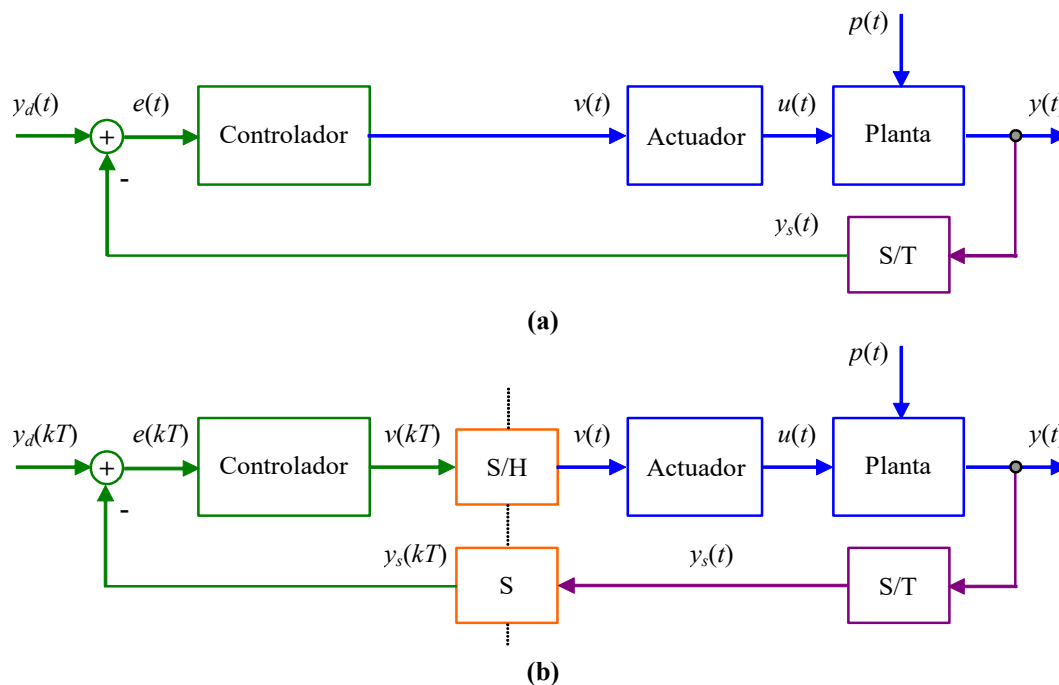 p(t)
y_d(t)
e(t)
v(t)
u(t)
y(t)
+
-
Controlador
Actuador
Planta
y_s(t)
S/T
(a)
p(t)
y_d(kT)
e(kT)
v(kT)
v(t)
u(t)
y(t)
+
-
Controlador
S/H
Actuador
Planta
y_s(kT)
y_s(t)
S
S/T
(b)